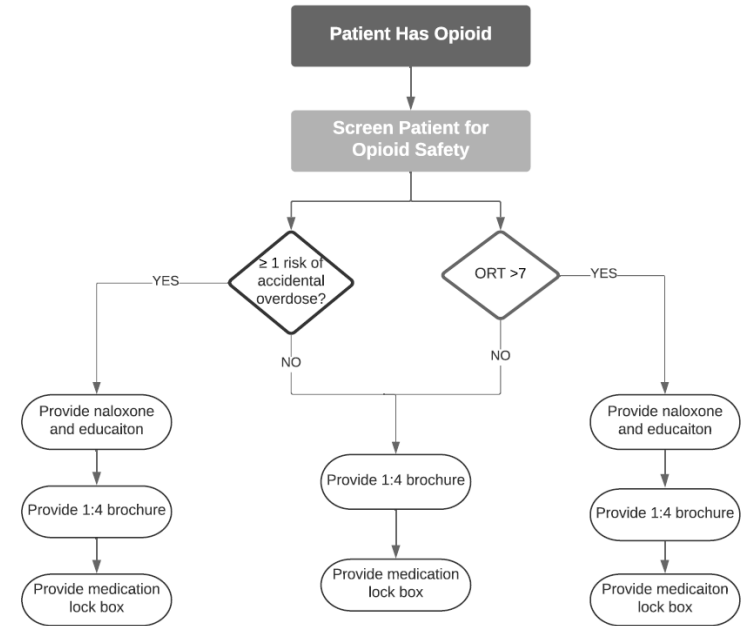 Patient Has Opioid
Screen Patient for
Opioid Safety
≥ 1 risk of
accidental
overdose?
ORT >7
YES
YES
NO
NO
Provide naloxone
and educaiton
Provide 1:4 brochure
Provide medication
lock box
Provide 1:4 brochure
Provide medication
lock box
Provide naloxone
and educaiton
Provide 1:4 brochure
Provide medicaiton
lock box